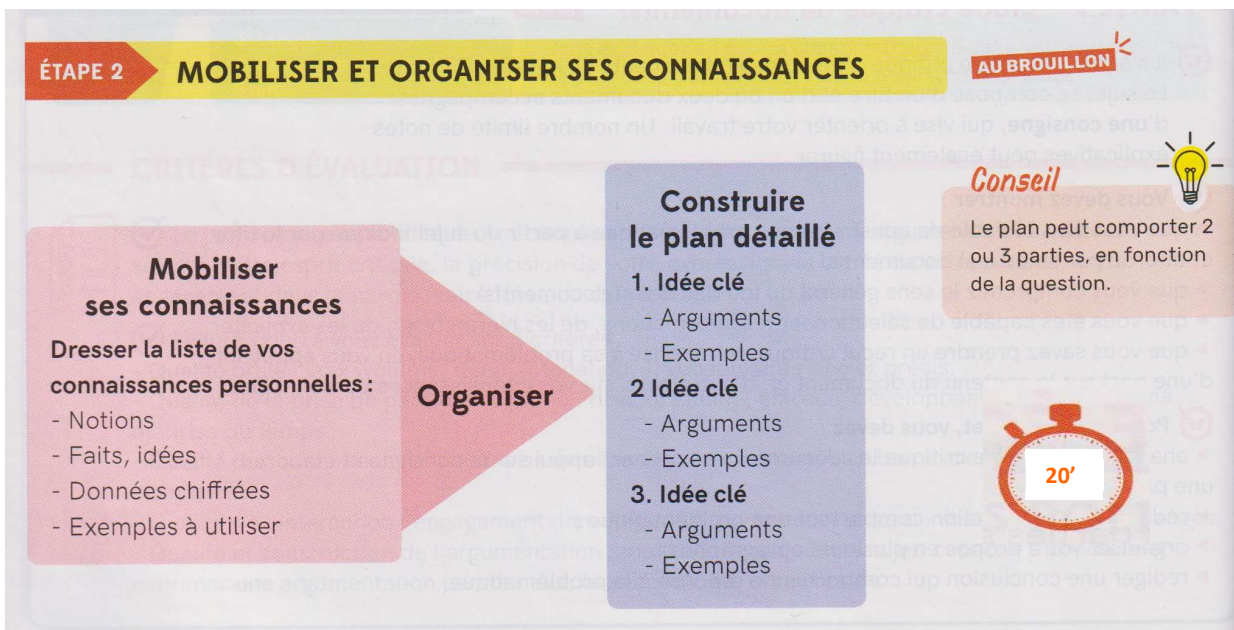 ÉTAPE 2
MOBILISER ET ORGANISER SES CONNAISSANCES
AU BROUILLON
Mobiliser
ses connaissances
Dresser la liste de vos
connaissances personnelles :
- Notions
- Faits, idées
- Données chiffrées
- Exemples à utiliser
Organiser
Construire
le plan détaillé
1. Idée clé
- Arguments
- Exemples
2 Idée clé
- Arguments
- Exemples
3. Idée clé
- Arguments
- Exemples
Conseil
Le plan peut comporter 2
ou 3 parties, en fonction
de la question.
20’